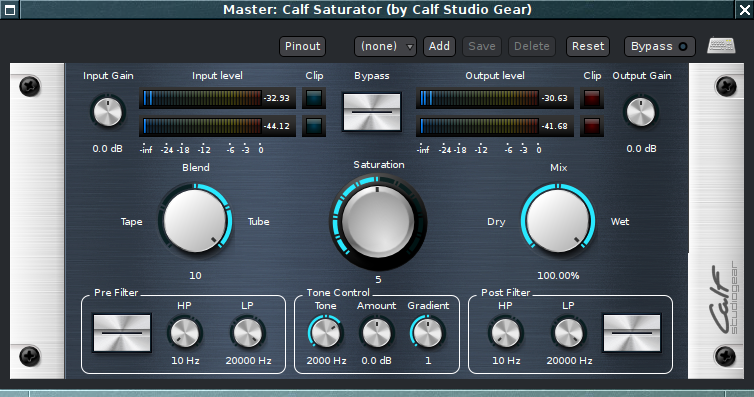 Master: Calf Saturator (by Calf Studio Gear)
Pinout (none) Add Save Delete Reset Bypass
Input Gain Input level Clip Bypass Output level Clip Output Gain
-32.93 -30.63
-44.12 -41.68
0.0 dB -inf -24 -18 -12 -6 -3 0 -inf -24 -18 -12 -6 -3 0 0.0 dB
Blend Saturation Mix
Tape Tube Dry Wet
10 5 100.00%
Pre Filter Tone Control Post Filter
HP LP Tone Amount Gradient HP LP
10 Hz 20000 Hz 2000 Hz 0.0 dB 1 10 Hz 20000 Hz
Calf
studiogear